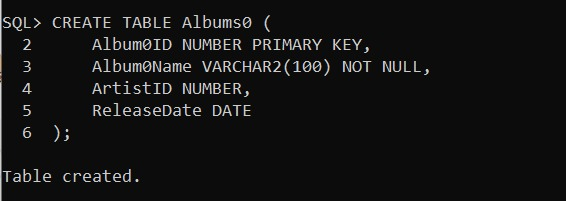 SQL> CREATE TABLE Albums0 (
  2      Album0ID NUMBER PRIMARY KEY,
  3      Album0Name VARCHAR2(100) NOT NULL,
  4      ArtistID NUMBER,
  5      ReleaseDate DATE
  6  );

Table created.